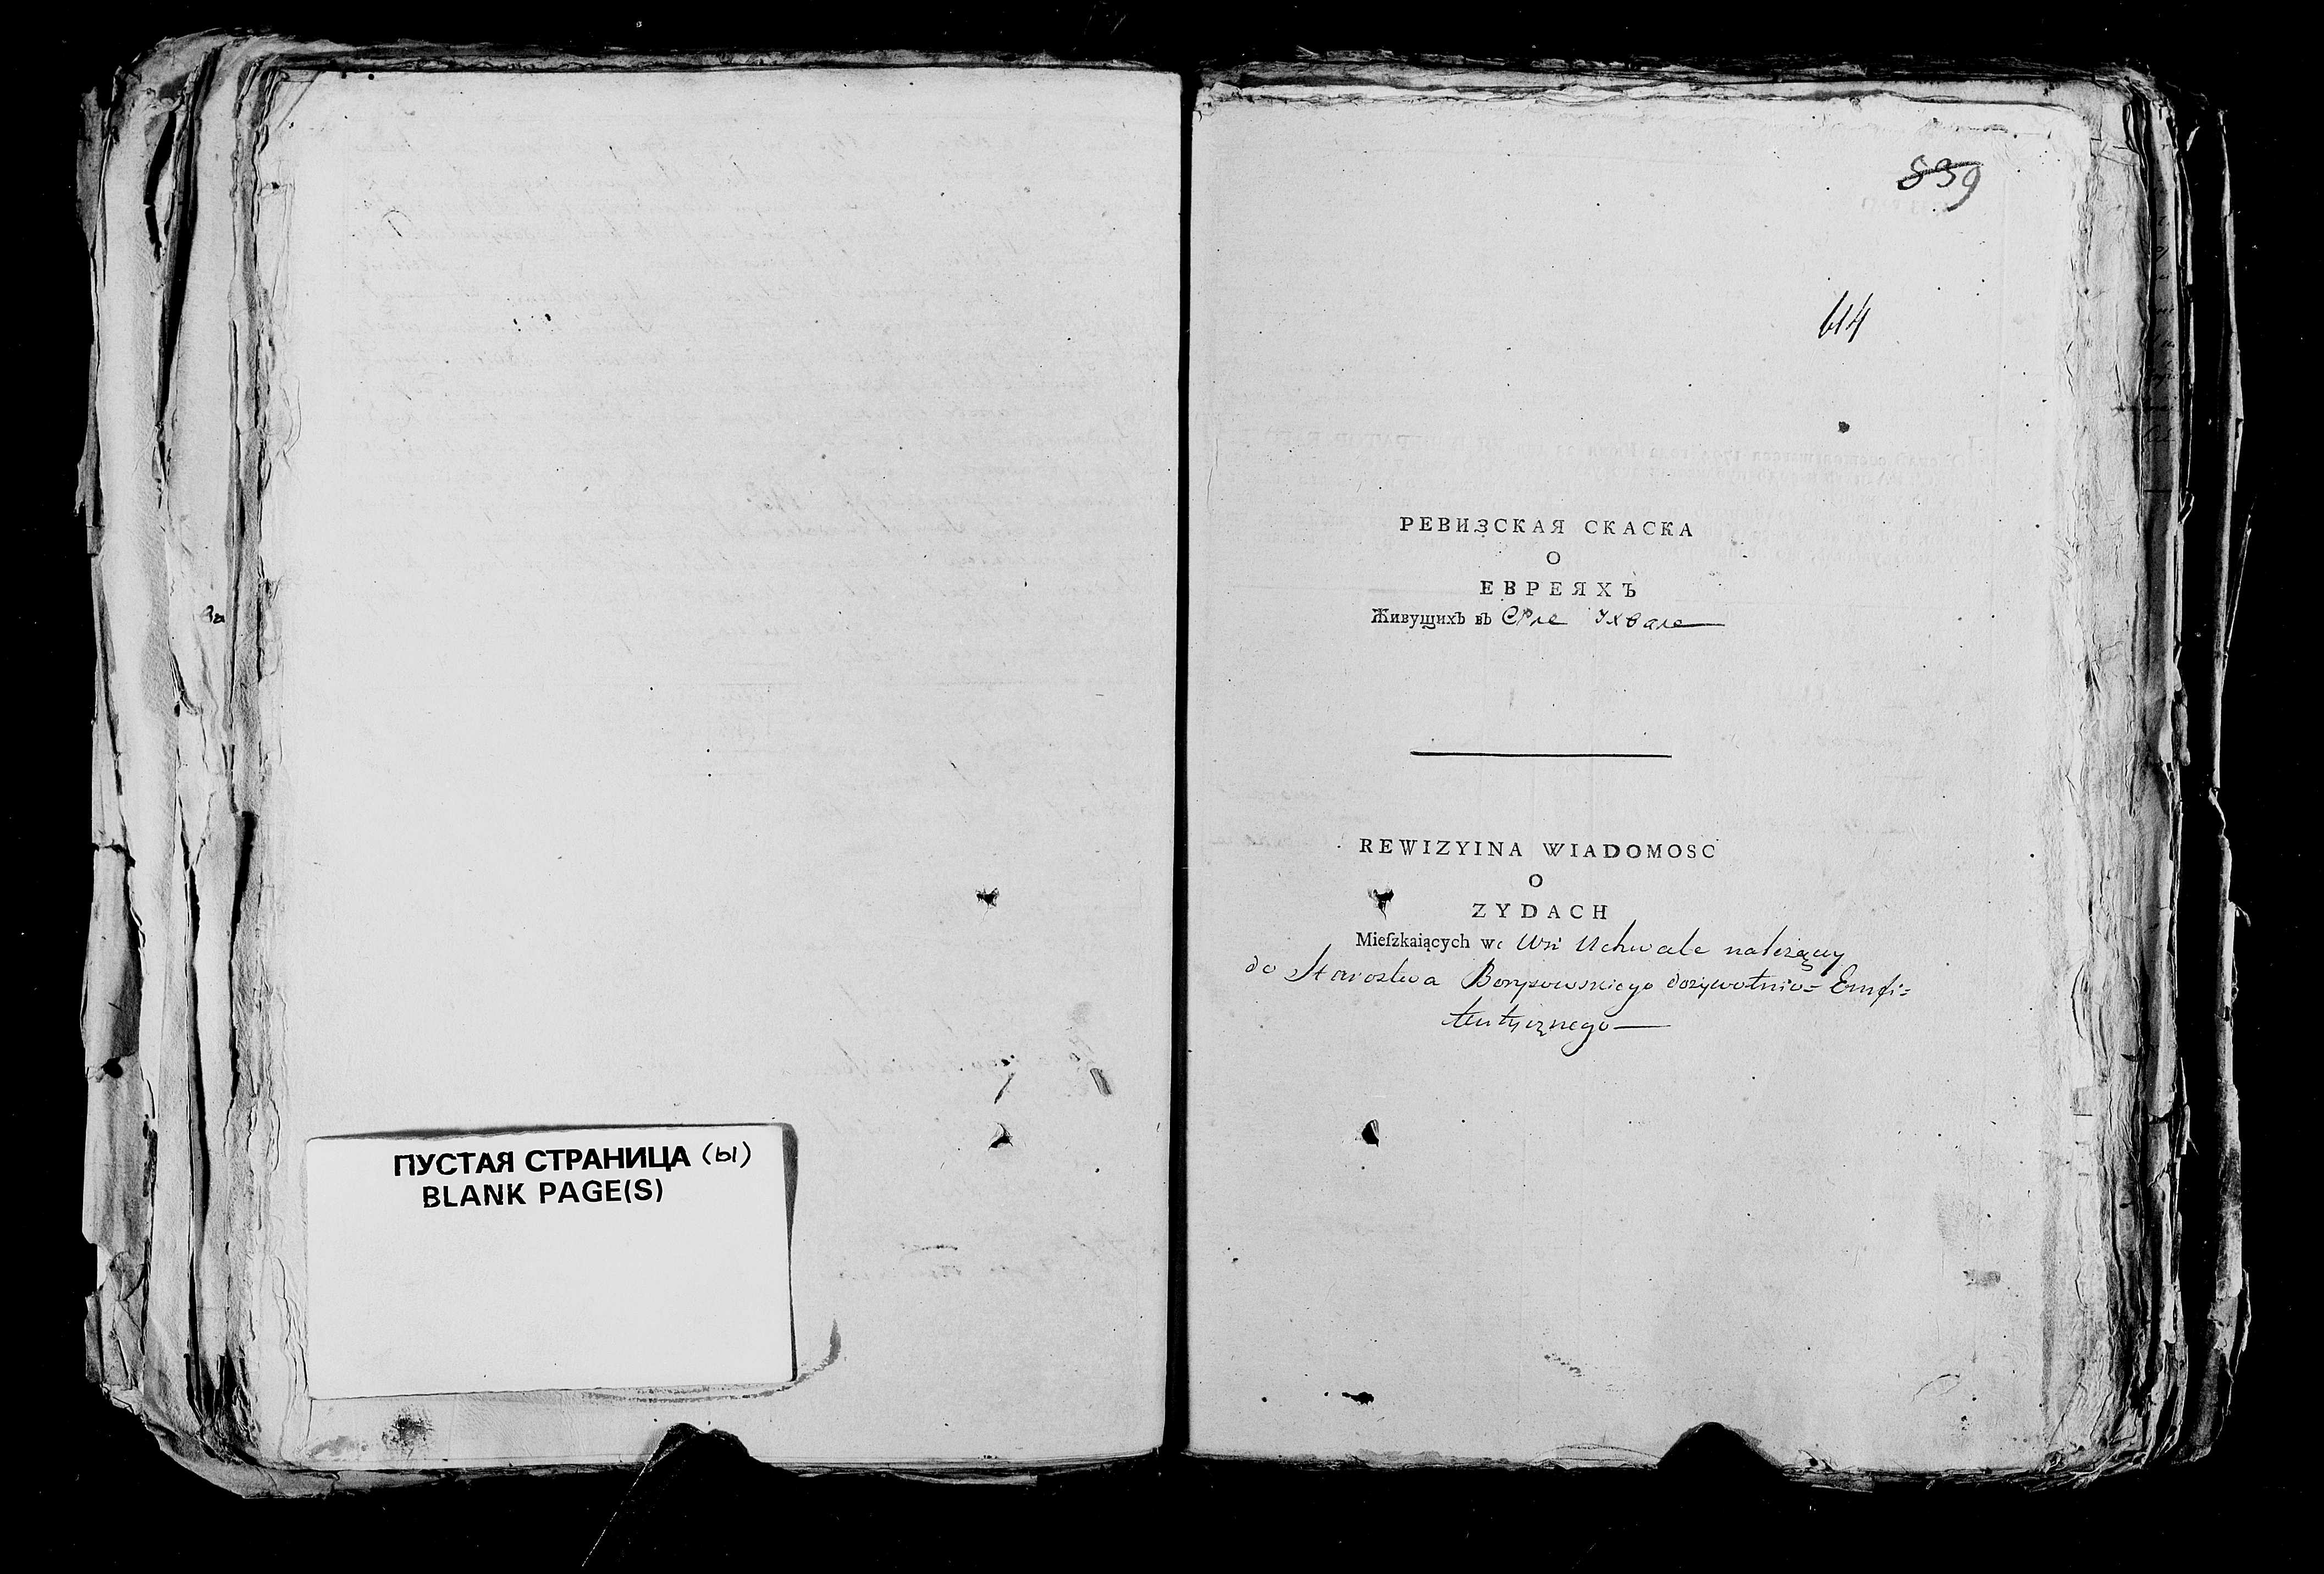 ПУСТАЯ СТРАНИЦА (ы)
BLANK PAGE(S)
839
614
РЕВИЗСКАЯ СКАСКА
О
ЕВРЕЯХЪ
Живущихъ въ Сѣле Ухвале
REWIZYINA WIADOMOSC
O
ZYDACH
Mieſzkaiących we Wsi Uchwale należący
do Starostwa Borysowskiego dożywotnio= Emfi=
teutycznego